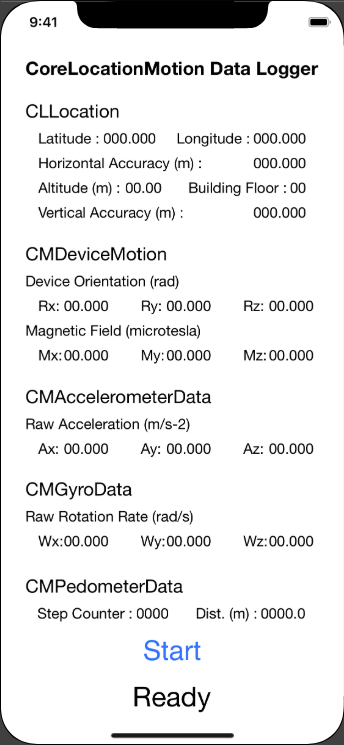 9:41
CoreLocationMotion Data Logger
CLLocation
Latitude : 000.000 Longitude : 000.000
Horizontal Accuracy (m) : 000.000
Altitude (m) : 00.00 Building Floor : 00
Vertical Accuracy (m) : 000.000
CMDeviceMotion
Device Orientation (rad)
Rx: 00.000 Ry: 00.000 Rz: 00.000
Magnetic Field (microtesla)
Mx: 00.000 My: 00.000 Mz: 00.000
CMAccelerometerData
Raw Acceleration (m/s-2)
Ax: 00.000 Ay: 00.000 Az: 00.000
CMGyroData
Raw Rotation Rate (rad/s)
Wx:00.000 Wy:00.000 Wz:00.000
CMPedometerData
Step Counter : 0000 Dist. (m) : 0000.0
Start
Ready